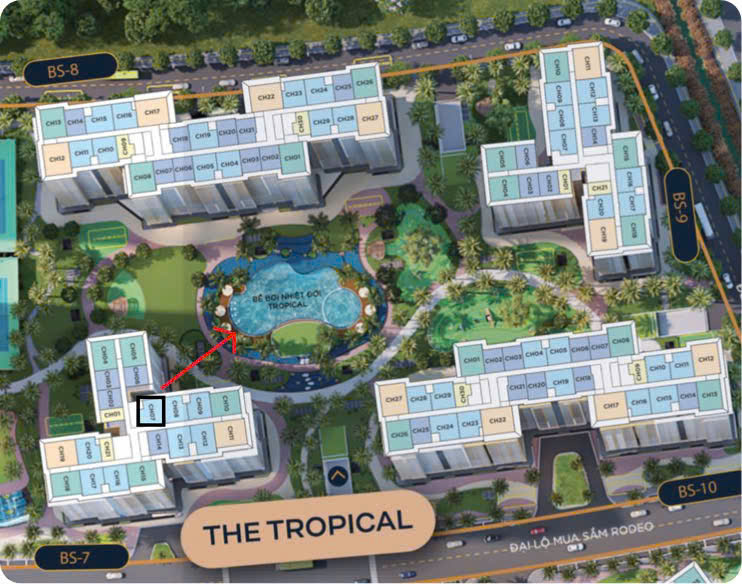 BS-8
CH13 CH14 CH15 CH16 CH17
CH12 CH11 CH10 CH09
CH18 CH19 CH20 CH21
CH08 CH07 CH06 CH05 CH04 CH03 CH02 CH01
CH22 CH23 CH24 CH25 CH26
CH30 CH29 CH28 CH27
CH10 CH11
CH09 CH12
CH08 CH13
CH07
CH06 CH05
CH04 CH03 CH02 CH01
CH15
CH21 CH16
CH20 CH17
CH19 CH18
BS-9
BỂ BƠI NHIỆT ĐỚI
TROPICAL
CH04 CH05
CH03 CH06
CH02
CH01 CH07 CH08 CH09 CH10
CH14 CH13 CH12 CH11
CH19 CH20 CH21
CH18 CH17 CH16 CH15
CH01 CH02 CH03 CH04 CH05 CH06 CH07 CH08
CH27 CH28 CH29 CH30
CH21 CH20 CH19 CH18
CH09 CH10 CH11 CH12
CH26 CH25 CH24 CH23 CH22
CH17 CH16 CH15 CH14 CH13
BS-10
THE TROPICAL
ĐẠI LỘ MUA SẮM RODEO
BS-7